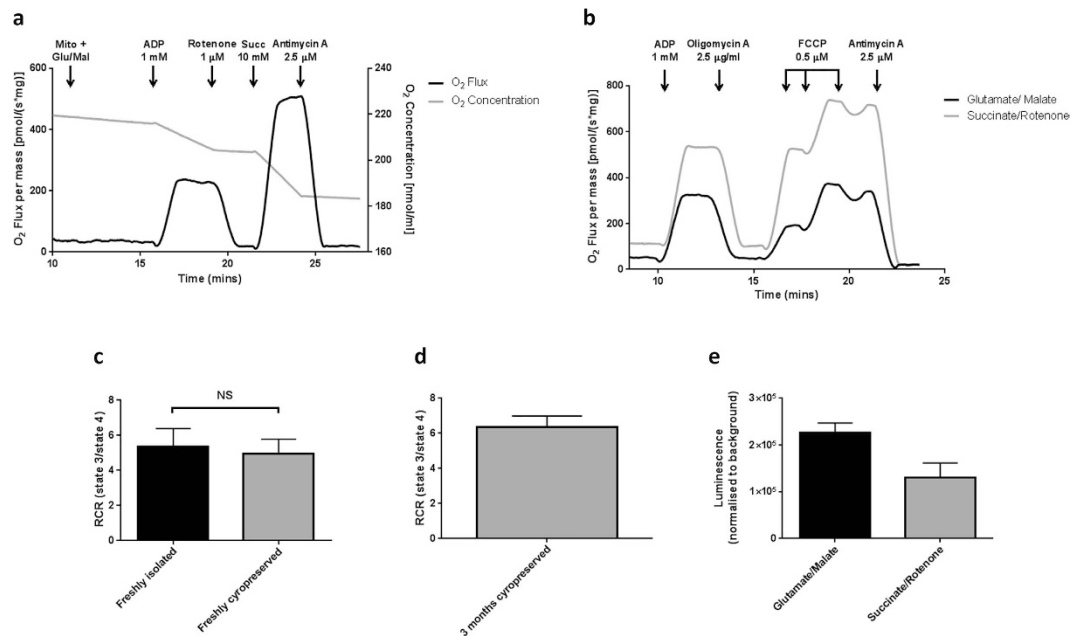 a
Mito +
Glu/Mal
ADP
1 mM
Rotenone
1 μM
Succ
10 mM
Antimycin A
2.5 μM
O₂ Flux per mass [pmol/(s*mg)]
600
400
200
0
240
220
200
180
160
O₂ Concentration [nmol/ml]
10 15 20 25
Time (mins)
O₂ Flux
O₂ Concentration
b
ADP
1 mM
Oligomycin A
2.5 μg/ml
FCCP
0.5 μM
Antimycin A
2.5 μM
O₂ Flux per mass [pmol/(s*mg)]
800
600
400
200
0
10 15 20 25
Time (mins)
Glutamate/ Malate
Succinate/Rotenone
c
NS
RCR (state 3/state 4)
8
6
4
2
0
Freshly isolated
Freshly cyropreserved
d
RCR (state 3/state 4)
8
6
4
2
0
3 months cyropreserved
e
Luminescence
(normalised to background)
3×10⁵
2×10⁵
1×10⁵
0
Glutamate/Malate
Succinate/Rotenone